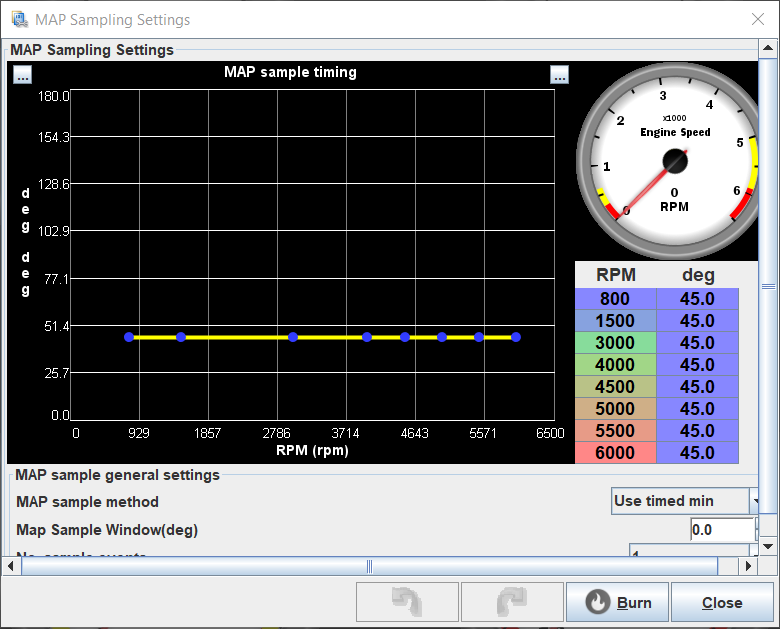 MAP Sampling Settings
MAP Sampling Settings
... MAP sample timing ...
180.0
154.3
128.6
102.9
77.1
51.4
25.7
0.0
deg deg
0 929 1857 2786 3714 4643 5571 6500
RPM (rpm)
0 1 2 3 4 5 6
x1000
Engine Speed
0
RPM
RPM deg
800 45.0
1500 45.0
3000 45.0
4000 45.0
4500 45.0
5000 45.0
5500 45.0
6000 45.0
MAP sample general settings
MAP sample method Use timed min
Map Sample Window(deg) 0.0
No. sample events 1
Burn Close